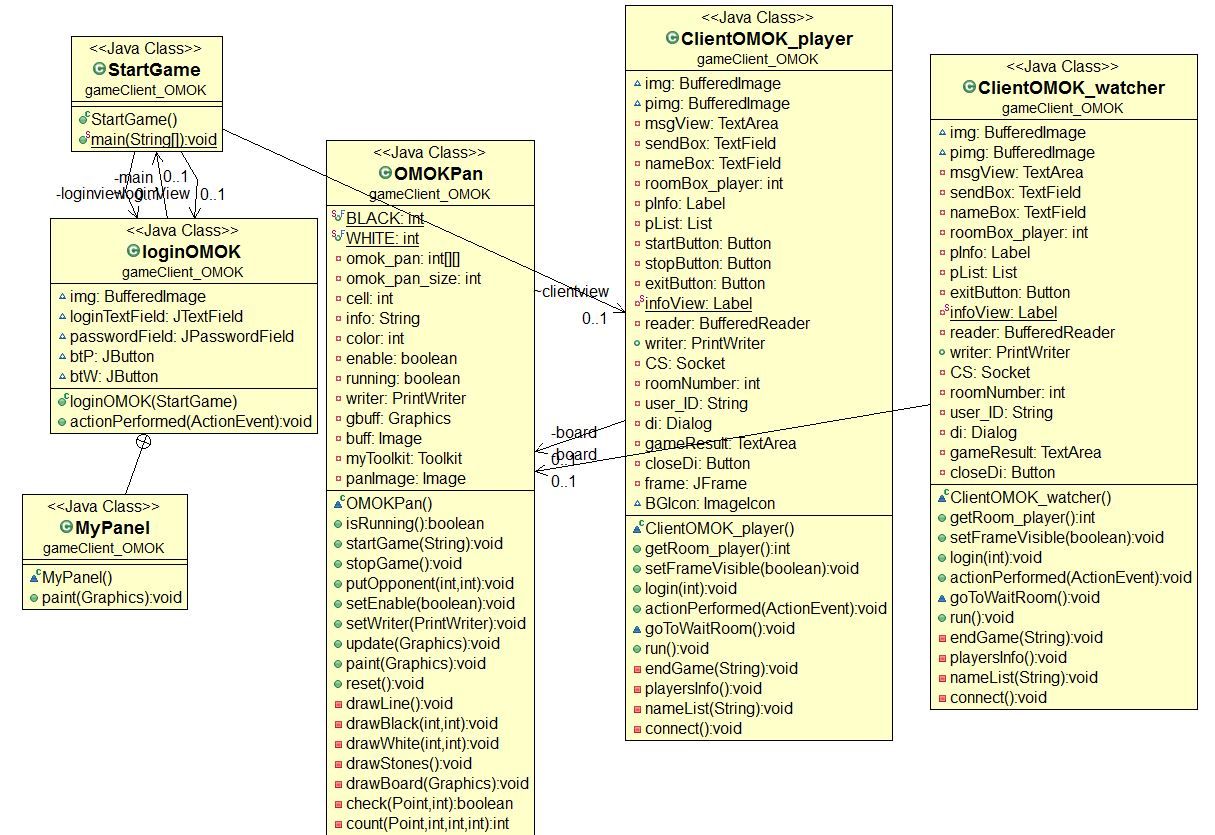 <<Java Class>>
StartGame
gameClient_OMOK
StartGame()
main(String[]):void
-main
0..1
0..1
<<Java Class>>
loginOMOK
gameClient_OMOK
img: BufferedImage
loginTextField: JTextField
passwordField: JPasswordField
btP: JButton
btW: JButton
loginOMOK(StartGame)
actionPerformed(ActionEvent):void
<<Java Class>>
MyPanel
gameClient_OMOK
MyPanel()
paint(Graphics):void
<<Java Class>>
OMOKPan
gameClient_OMOK
BLACK: int
WHITE: int
omok_pan: int[][]
omok_pan_size: int
cell: int
info: String
color: int
enable: boolean
running: boolean
writer: PrintWriter
gbuff: Graphics
buff: Image
myToolkit: Toolkit
panImage: Image
OMOKPan()
isRunning():boolean
startGame(String):void
stopGame():void
putOpponent(int,int):void
setEnable(boolean):void
setWriter(PrintWriter):void
update(Graphics):void
paint(Graphics):void
reset():void
drawLine():void
drawBlack(int,int):void
drawWhite(int,int):void
drawStones():void
drawBoard(Graphics):void
check(Point,int):boolean
count(Point,int,int,int):int
~clientview
0..1
-board
0..1
-board
0..1
<<Java Class>>
ClientOMOK_player
gameClient_OMOK
img: BufferedImage
pimg: BufferedImage
msgView: TextArea
sendBox: TextField
nameBox: TextField
roomBox_player: int
pInfo: Label
pList: List
startButton: Button
stopButton: Button
exitButton: Button
infoView: Label
reader: BufferedReader
writer: PrintWriter
CS: Socket
roomNumber: int
user_ID: String
di: Dialog
gameResult: TextArea
closeDi: Button
frame: JFrame
BGIcon: ImageIcon
ClientOMOK_player()
getRoom_player():int
setFrameVisible(boolean):void
login(int):void
actionPerformed(ActionEvent):void
goToWaitRoom():void
run():void
endGame(String):void
playersInfo():void
nameList(String):void
connect():void
<<Java Class>>
ClientOMOK_watcher
gameClient_OMOK
img: BufferedImage
pimg: BufferedImage
msgView: TextArea
sendBox: TextField
nameBox: TextField
roomBox_player: int
pInfo: Label
pList: List
exitButton: Button
infoView: Label
reader: BufferedReader
writer: PrintWriter
CS: Socket
roomNumber: int
user_ID: String
di: Dialog
gameResult: TextArea
closeDi: Button
ClientOMOK_watcher()
getRoom_player():int
setFrameVisible(boolean):void
login(int):void
actionPerformed(ActionEvent):void
goToWaitRoom():void
run():void
endGame(String):void
playersInfo():void
nameList(String):void
connect():void